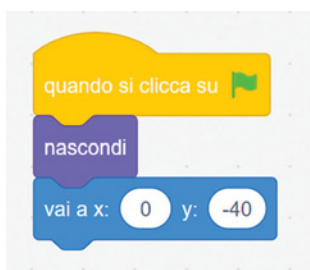 quando si clicca su
nascondi
vai a x: 0 y: -40